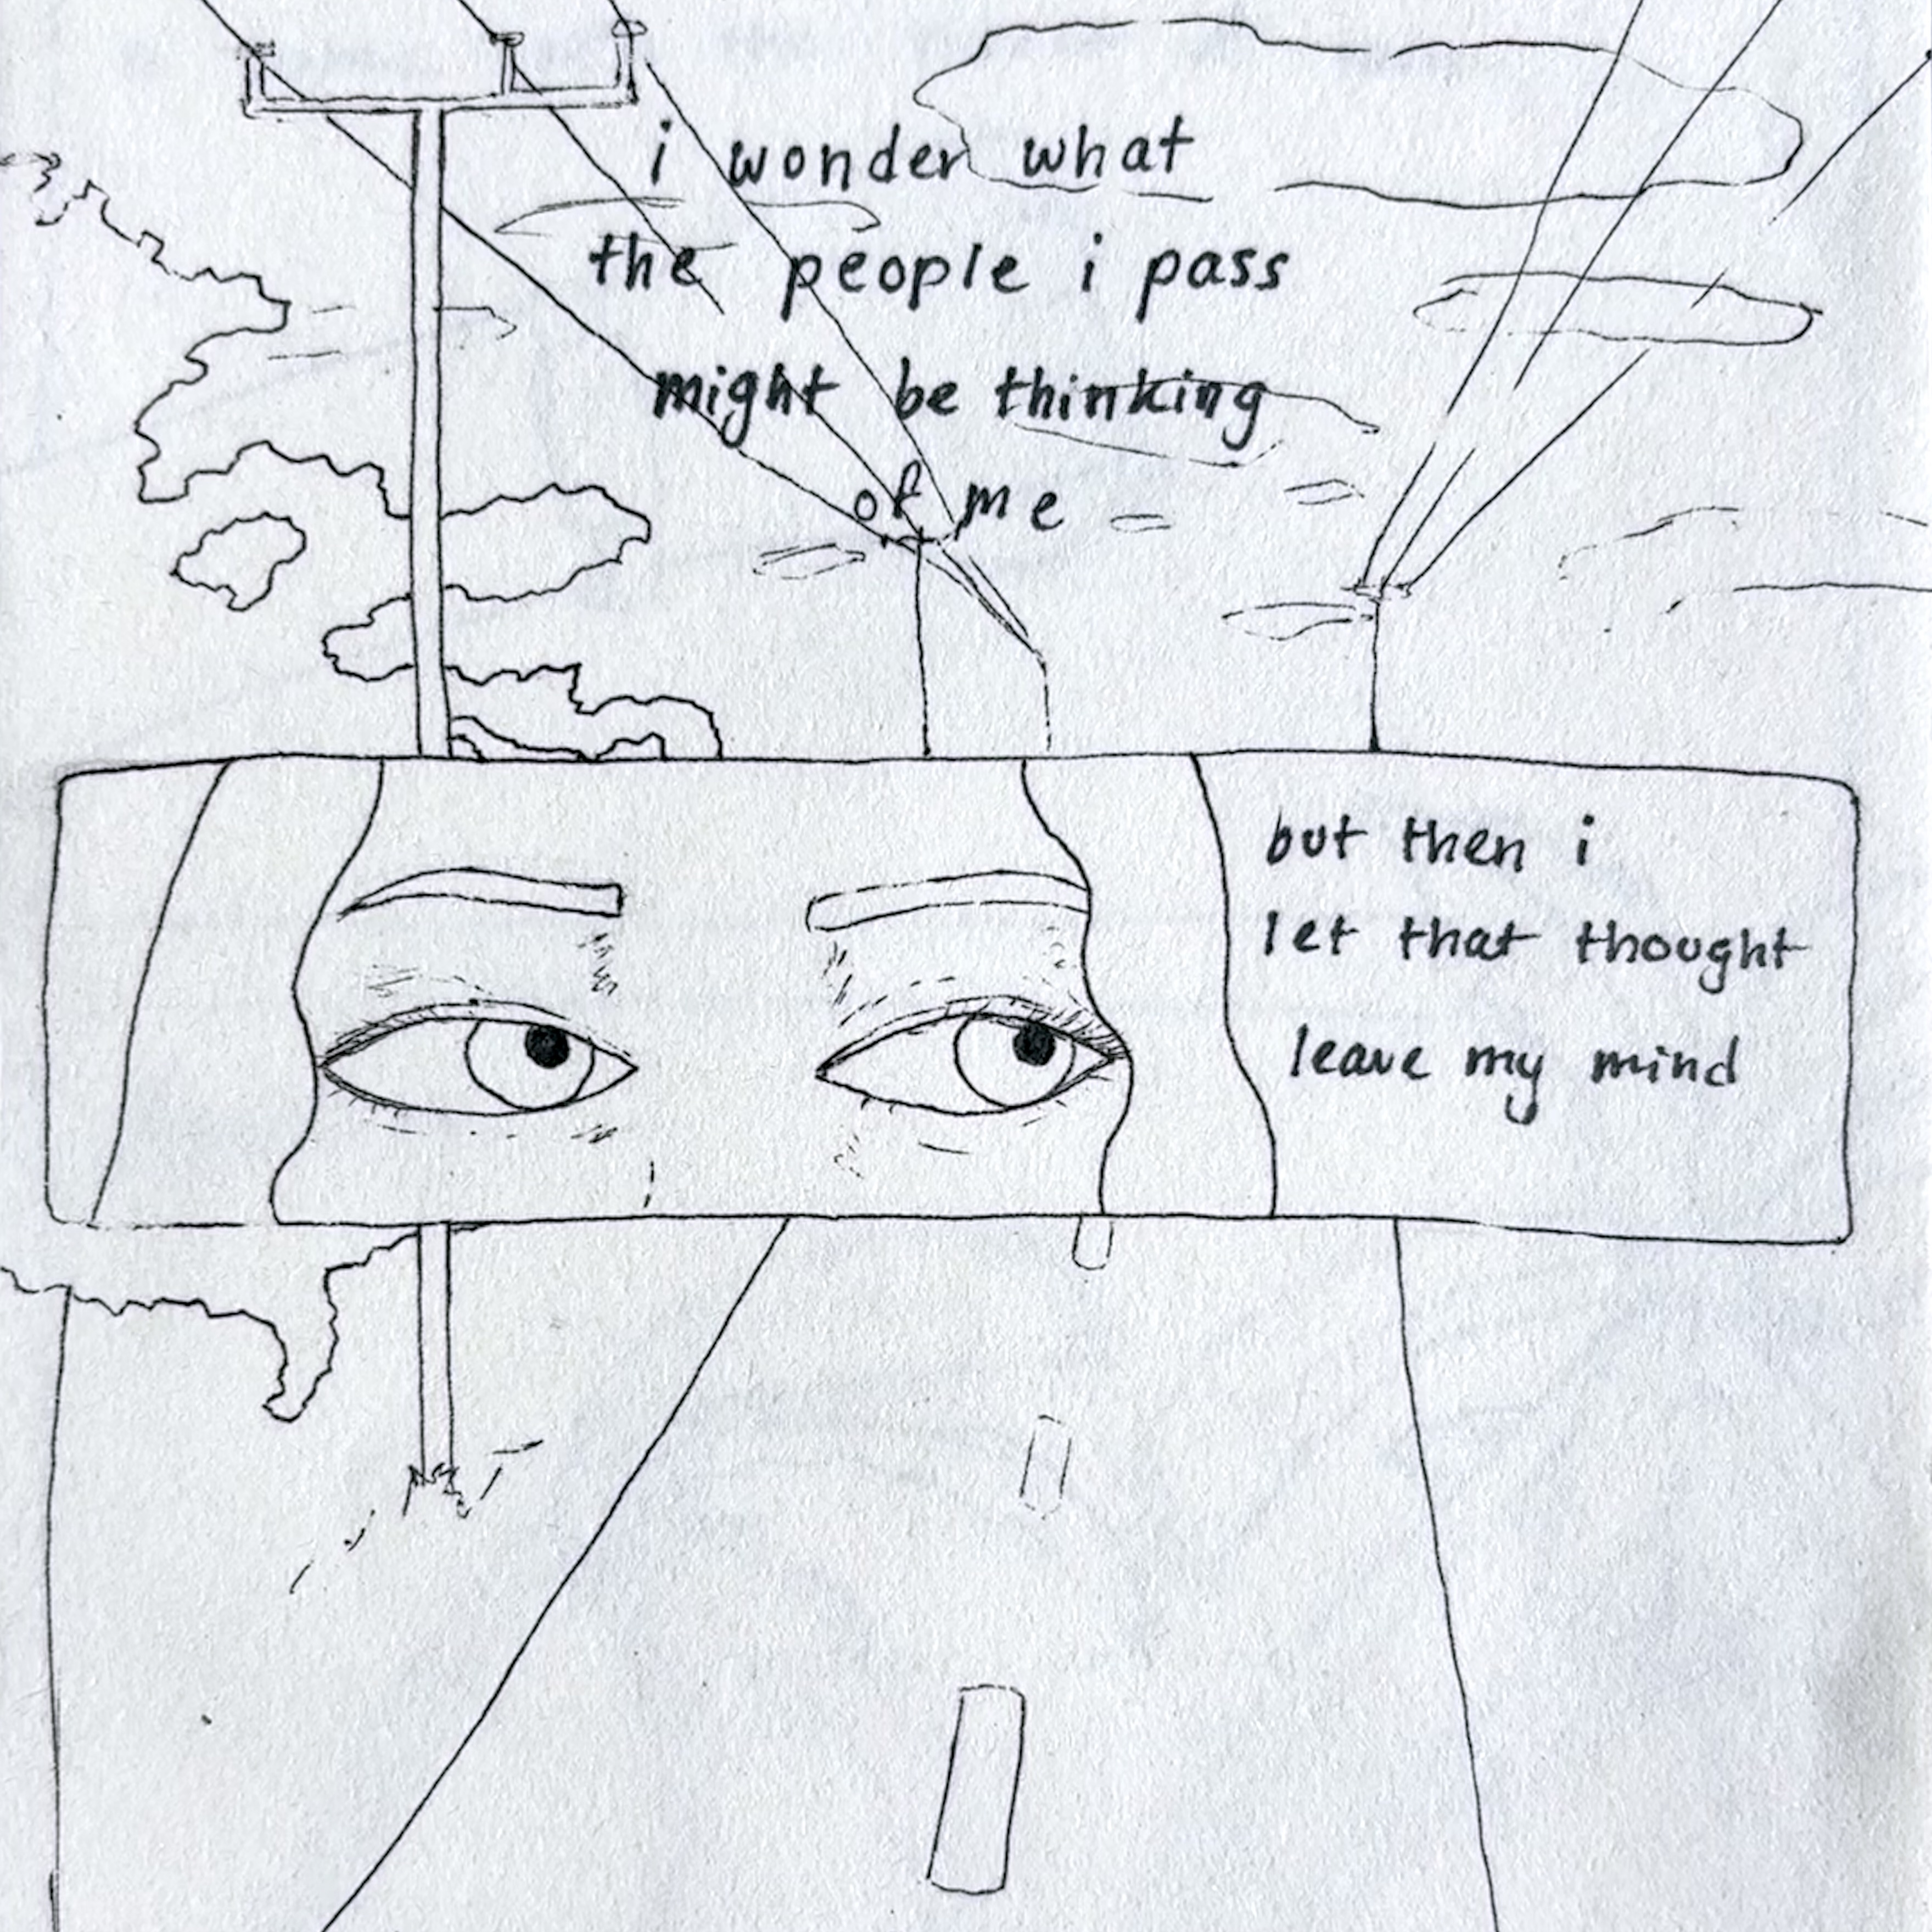 i wonder what
the people i pass
might be thinking
of me
but then i
let that thought
leave my mind